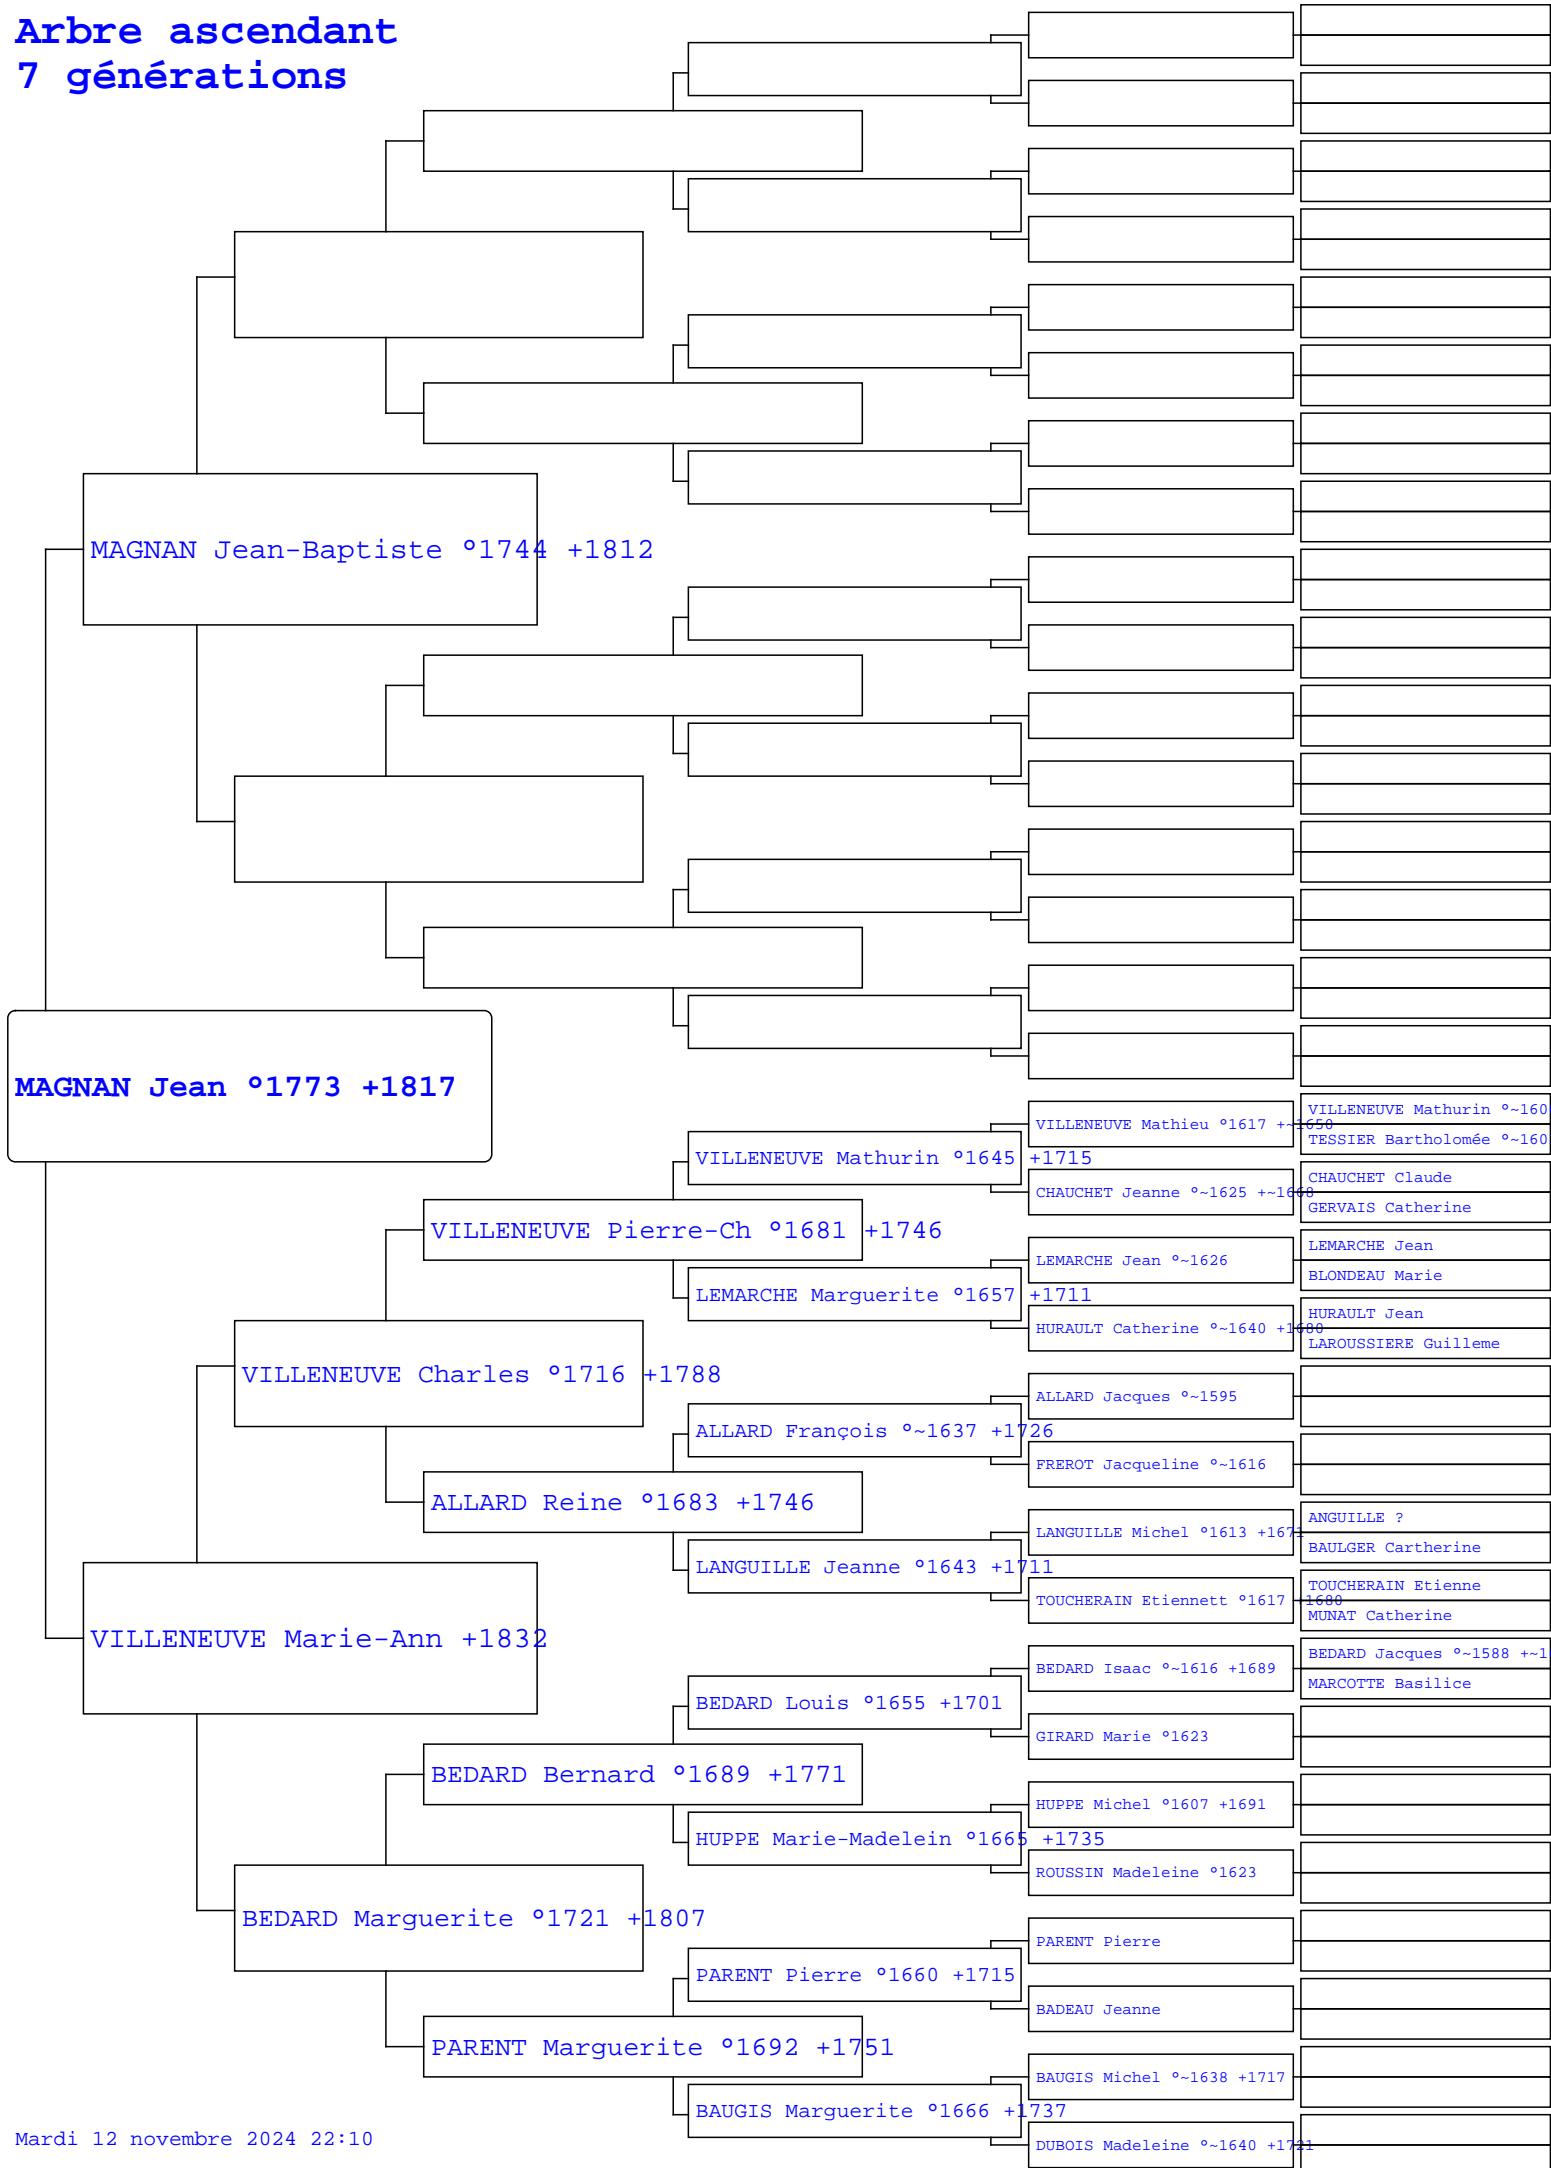 Arbre ascendant
7 générations
MAGNAN Jean-Baptiste °1744 +1812
MAGNAN Jean °1773 +1817
VILLENEUVE Mathurin °~160
VILLENEUVE Mathieu °1617 +~1650
TESSIER Bartholomée °~160
VILLENEUVE Mathurin °1645 +1715
CHAUCHET Claude
CHAUCHET Jeanne °~1625 +~1668
GERVAIS Catherine
VILLENEUVE Pierre-Ch °1681 +1746
LEMARCHE Jean
LEMARCHE Jean °~1626
BLONDEAU Marie
LEMARCHE Marguerite °1657 +1711
HURAULT Jean
HURAULT Catherine °~1640 +1680
LAROUSSIERE Guilleme
VILLENEUVE Charles °1716 +1788
ALLARD Jacques °~1595
ALLARD François °~1637 +1726
FREROT Jacqueline °~1616
ALLARD Reine °1683 +1746
ANGUILLE ?
LANGUILLE Michel °1613 +1671
BAULGER Cartherine
LANGUILLE Jeanne °1643 +1711
TOUCHERAIN Etienne
TOUCHERAIN Etiennett °1617 +1680
MUNAT Catherine
VILLENEUVE Marie-Ann +1832
BEDARD Jacques °~1588 +~1
BEDARD Isaac °~1616 +1689
MARCOTTE Basilice
BEDARD Louis °1655 +1701
GIRARD Marie °1623
BEDARD Bernard °1689 +1771
HUPPE Michel °1607 +1691
HUPPE Marie-Madelein °1665 +1735
ROUSSIN Madeleine °1623
BEDARD Marguerite °1721 +1807
PARENT Pierre
PARENT Pierre °1660 +1715
BADEAU Jeanne
PARENT Marguerite °1692 +1751
BAUGIS Michel °~1638 +1717
BAUGIS Marguerite °1666 +1737
DUBOIS Madeleine °~1640 +1721
Mardi 12 novembre 2024 22:10